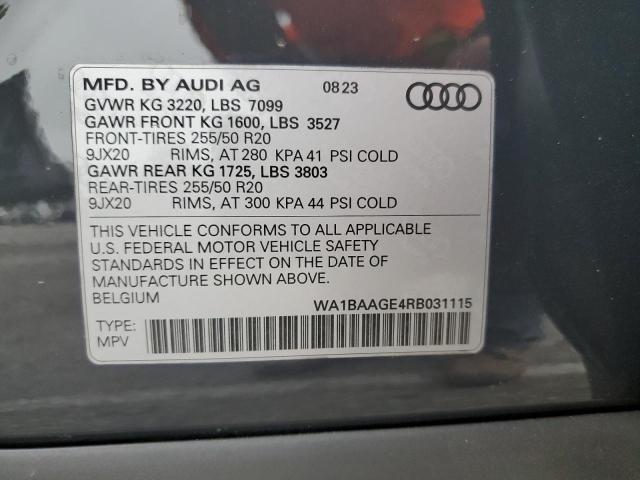 MFD. BY AUDI AG 0823
GVWR KG 3220, LBS 7099
GAWR FRONT KG 1600, LBS 3527
FRONT-TIRES 255/50 R20
9JX20 RIMS, AT 280 KPA 41 PSI COLD
GAWR REAR KG 1725, LBS 3803
REAR-TIRES 255/50 R20
9JX20 RIMS, AT 300 KPA 44 PSI COLD
THIS VEHICLE CONFORMS TO ALL APPLICABLE
U.S. FEDERAL MOTOR VEHICLE SAFETY
STANDARDS IN EFFECT ON THE DATE OF
MANUFACTURE SHOWN ABOVE.
BELGIUM WA1BAAGE4RB031115
TYPE:
MPV